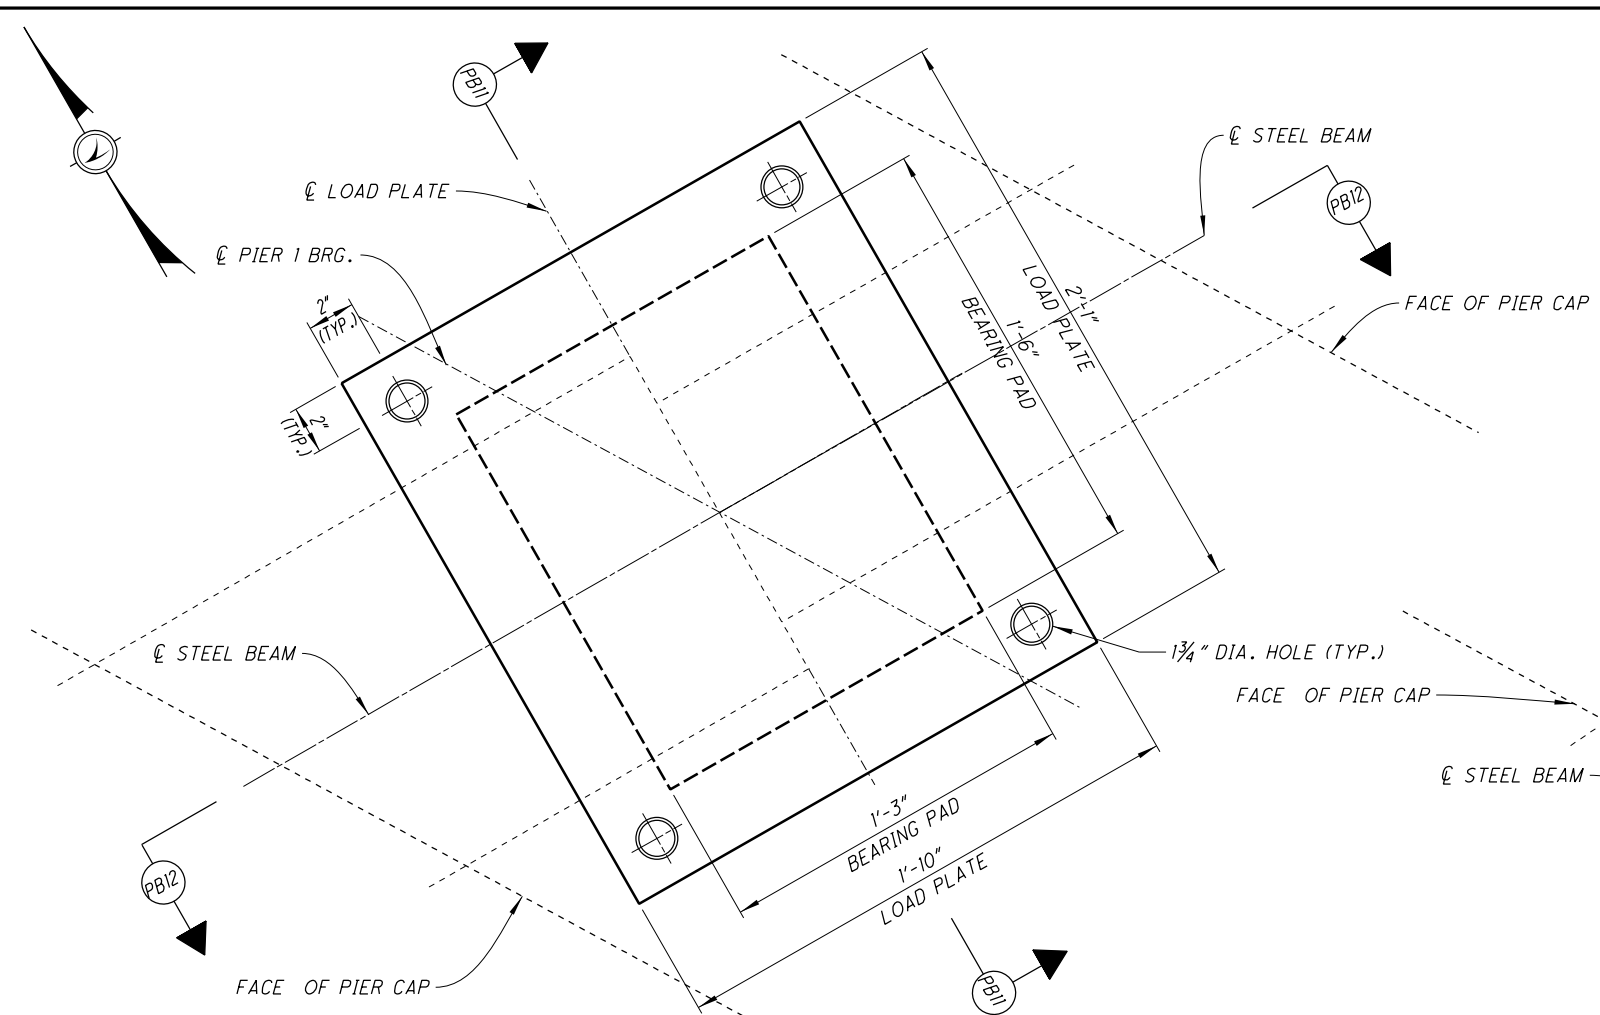 PB11
℄ STEEL BEAM
℄ LOAD PLATE
PB12
℄ PIER 1 BRG.
2"
(TYP.)
2'-1"
LOAD PLATE
FACE OF PIER CAP
1'-6"
BEARING PAD
2"
(TYP.)
℄ STEEL BEAM
1¾" DIA. HOLE (TYP.)
FACE OF PIER CAP
℄ STEEL BEAM
1'-3"
BEARING PAD
1'-10"
LOAD PLATE
PB12
FACE OF PIER CAP
PB11